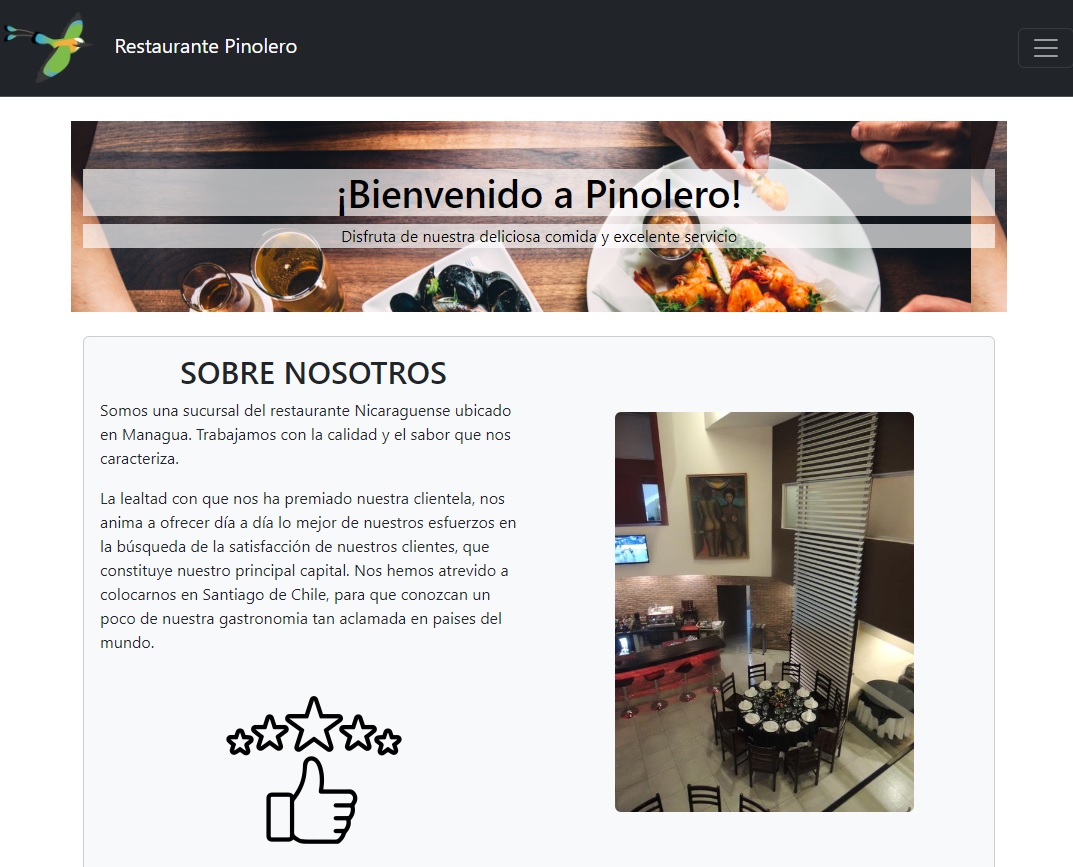 Restaurante Pinolero
¡Bienvenido a Pinolero!
Disfruta de nuestra deliciosa comida y excelente servicio
SOBRE NOSOTROS
Somos una sucursal del restaurante Nicaraguense ubicado
en Managua. Trabajamos con la calidad y el sabor que nos
caracteriza.
La lealtad con que nos ha premiado nuestra clientela, nos
anima a ofrecer día a día lo mejor de nuestros esfuerzos en
la búsqueda de la satisfacción de nuestros clientes, que
constituye nuestro principal capital. Nos hemos atrevido a
colocarnos en Santiago de Chile, para que conozcan un
poco de nuestra gastronomia tan aclamada en paises del
mundo.